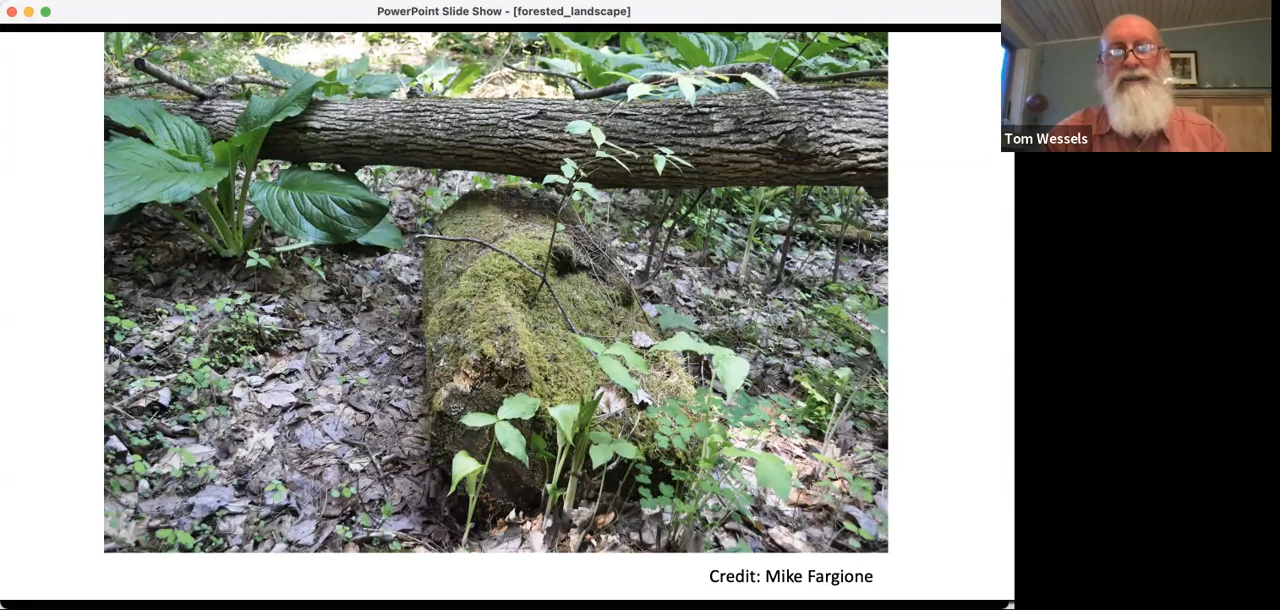 PowerPoint Slide Show - [forested_landscape]
Tom Wessels
Credit: Mike Fargione